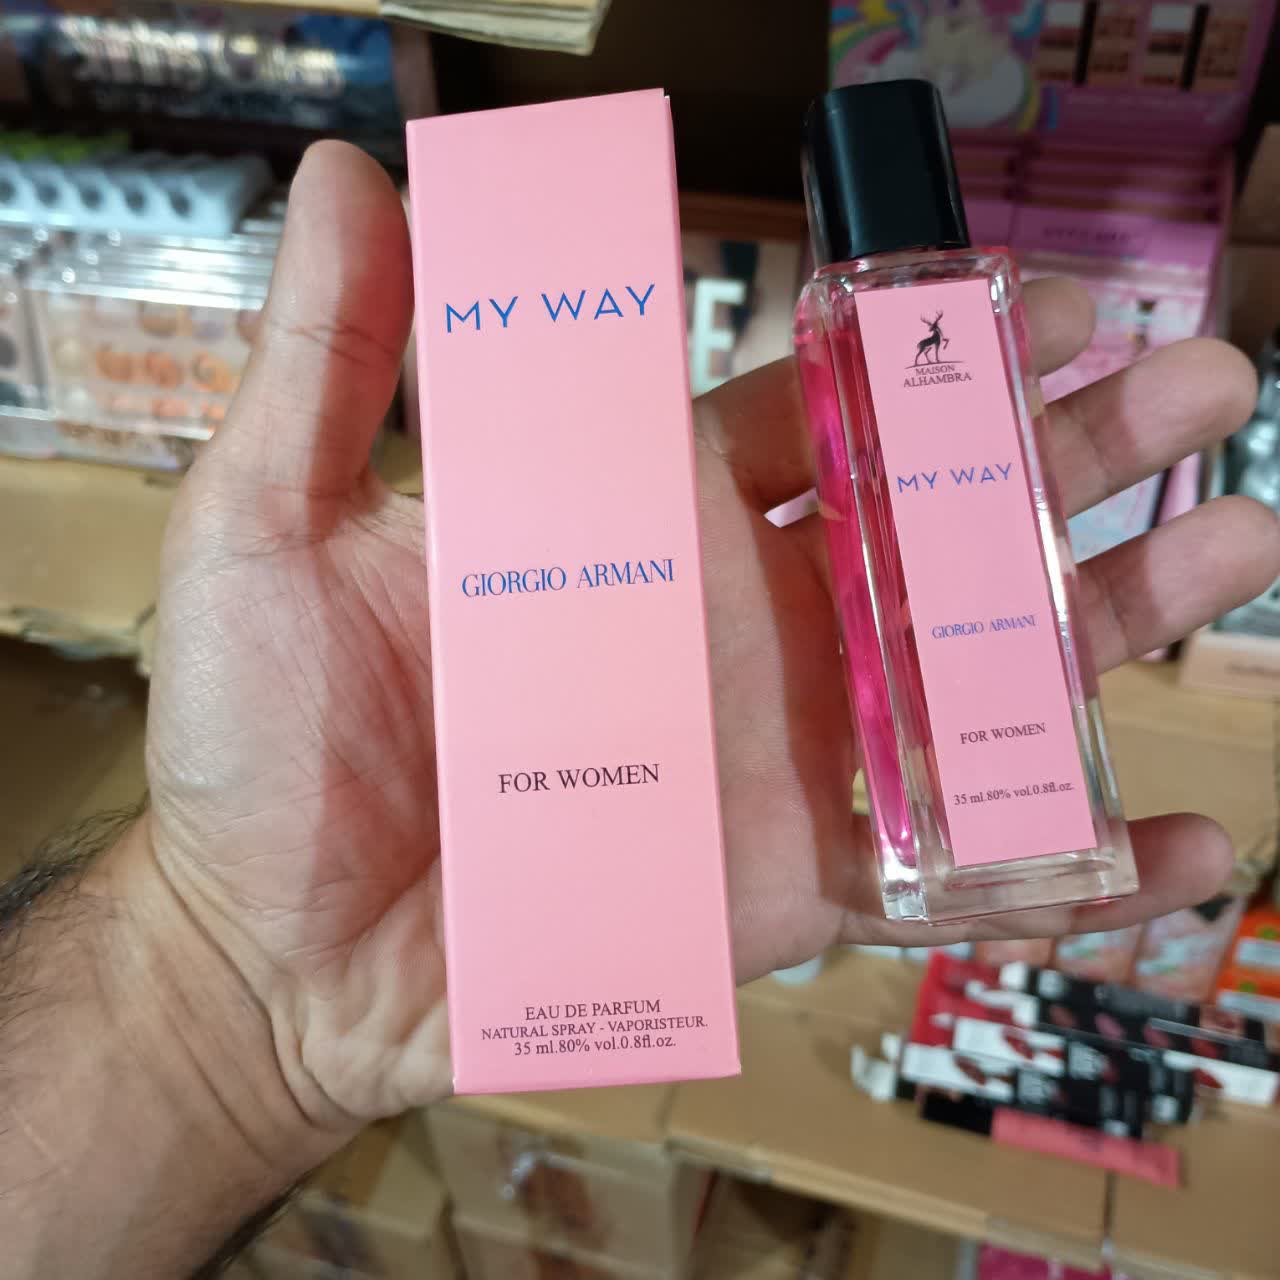 MY WAY
GIORGIO ARMANI
FOR WOMEN
EAU DE PARFUM
NATURAL SPRAY - VAPORISTEUR.
35 ml.80% vol.0.8fl.oz.
MAISON
ALHAMBRA
MY WAY
GIORGIO ARMANI
FOR WOMEN
35 ml.80% vol.0.8fl.oz.